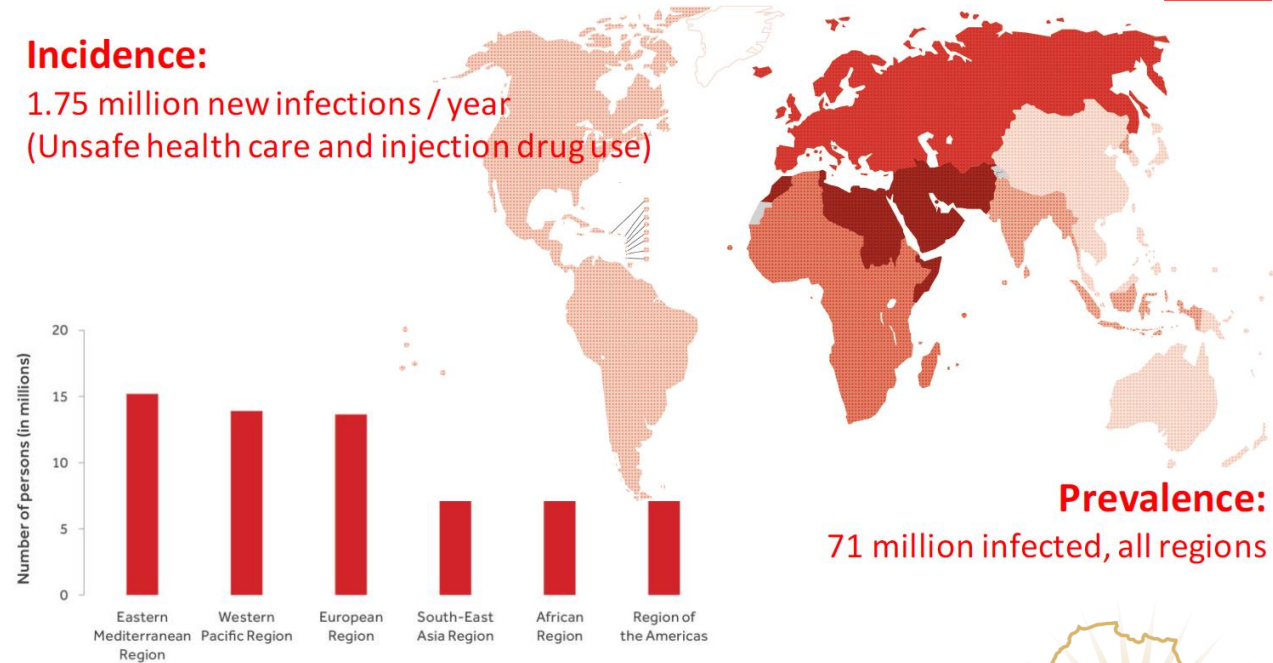 Incidence:
1.75 million new infections / year
(Unsafe health care and injection drug use)
Number of persons (in millions)
20
15
10
5
0
Eastern
Mediterranean
Region
Western
Pacific Region
European
Region
South-East
Asia Region
African
Region
Region of
the Americas
Prevalence:
71 million infected, all regions